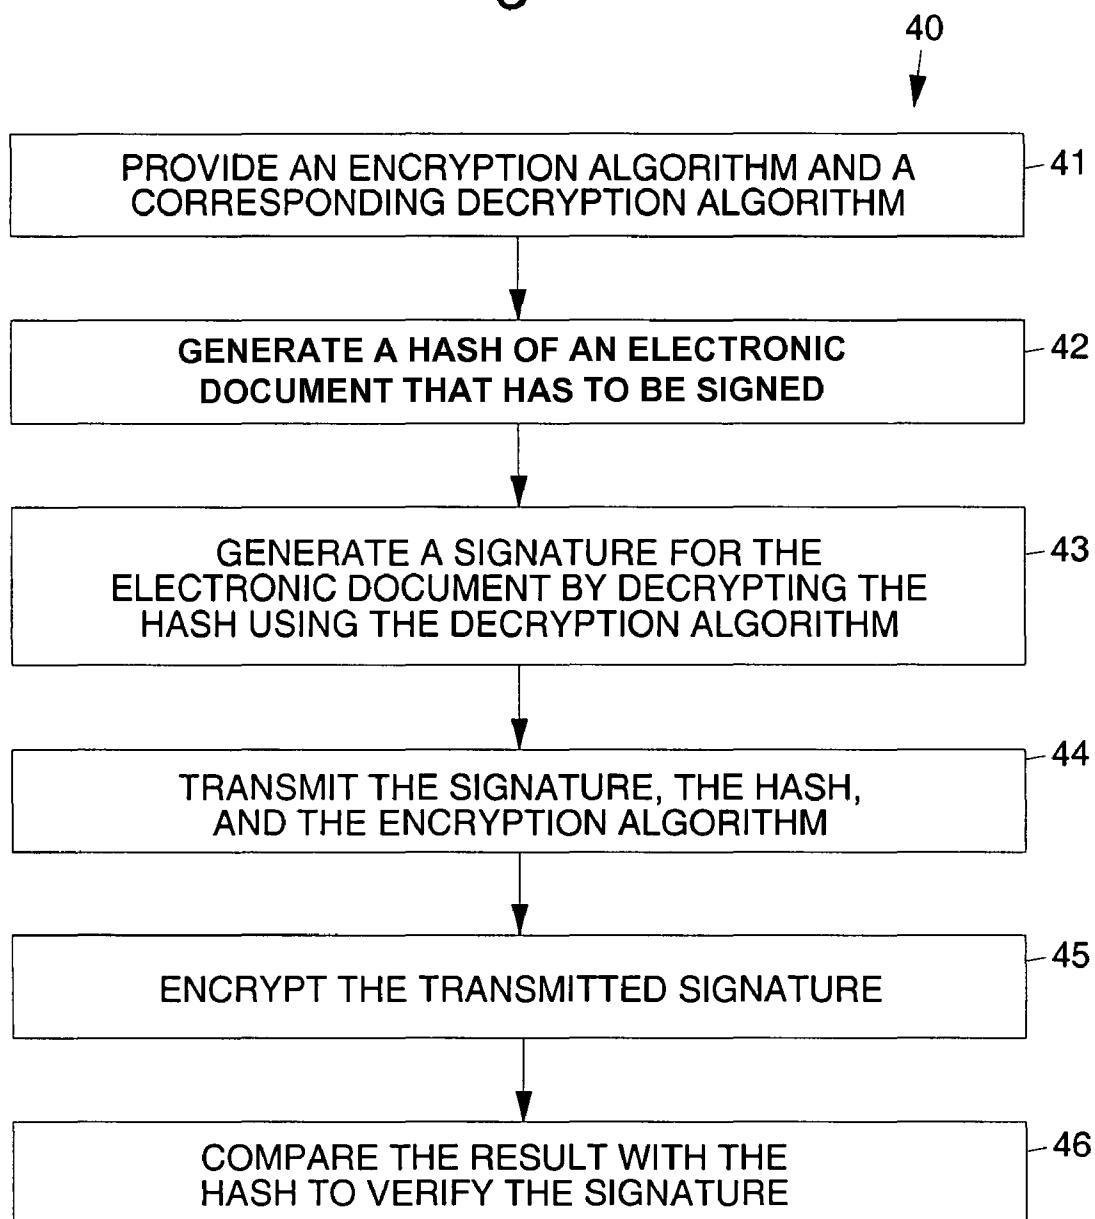 40
PROVIDE AN ENCRYPTION ALGORITHM AND A
CORRESPONDING DECRYPTION ALGORITHM
41
GENERATE A HASH OF AN ELECTRONIC
DOCUMENT THAT HAS TO BE SIGNED
42
GENERATE A SIGNATURE FOR THE
ELECTRONIC DOCUMENT BY DECRYPTING THE
HASH USING THE DECRYPTION ALGORITHM
43
TRANSMIT THE SIGNATURE, THE HASH,
AND THE ENCRYPTION ALGORITHM
44
ENCRYPT THE TRANSMITTED SIGNATURE
45
COMPARE THE RESULT WITH THE
HASH TO VERIFY THE SIGNATURE
46